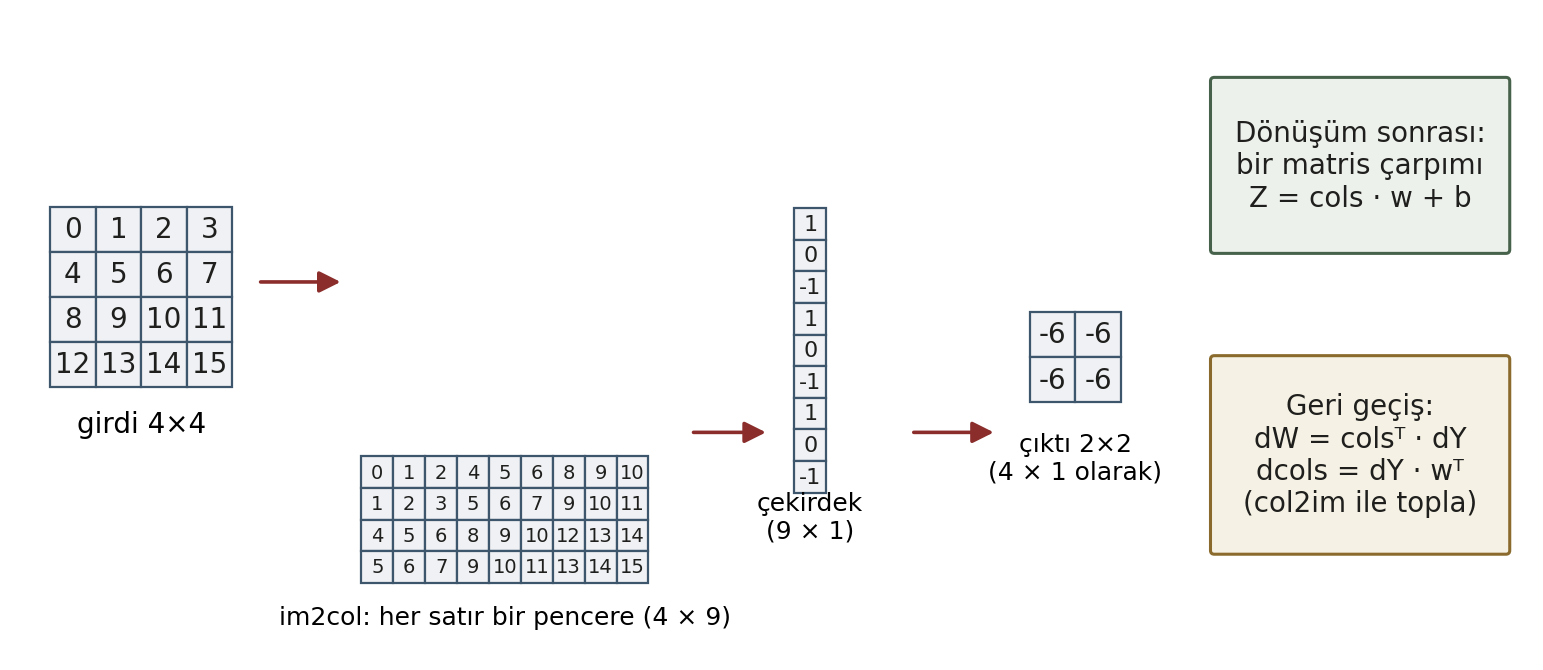 0 1 2 3
4 5 6 7
8 9 10 11
12 13 14 15
girdi 4×4
0 1 2 4 5 6 8 9 10
1 2 3 5 6 7 9 10 11
4 5 6 8 9 10 12 13 14
5 6 7 9 10 11 13 14 15
im2col: her satır bir pencere (4 × 9)
1
0
-1
1
0
-1
1
0
-1
çekirdek
(9 × 1)
-6 -6
-6 -6
çıktı 2×2
(4 × 1 olarak)
Dönüşüm sonrası:
bir matris çarpımı
Z = cols · w + b
Geri geçiş:
dW = colsᵀ · dY
dcols = dY · wᵀ
(col2im ile topla)